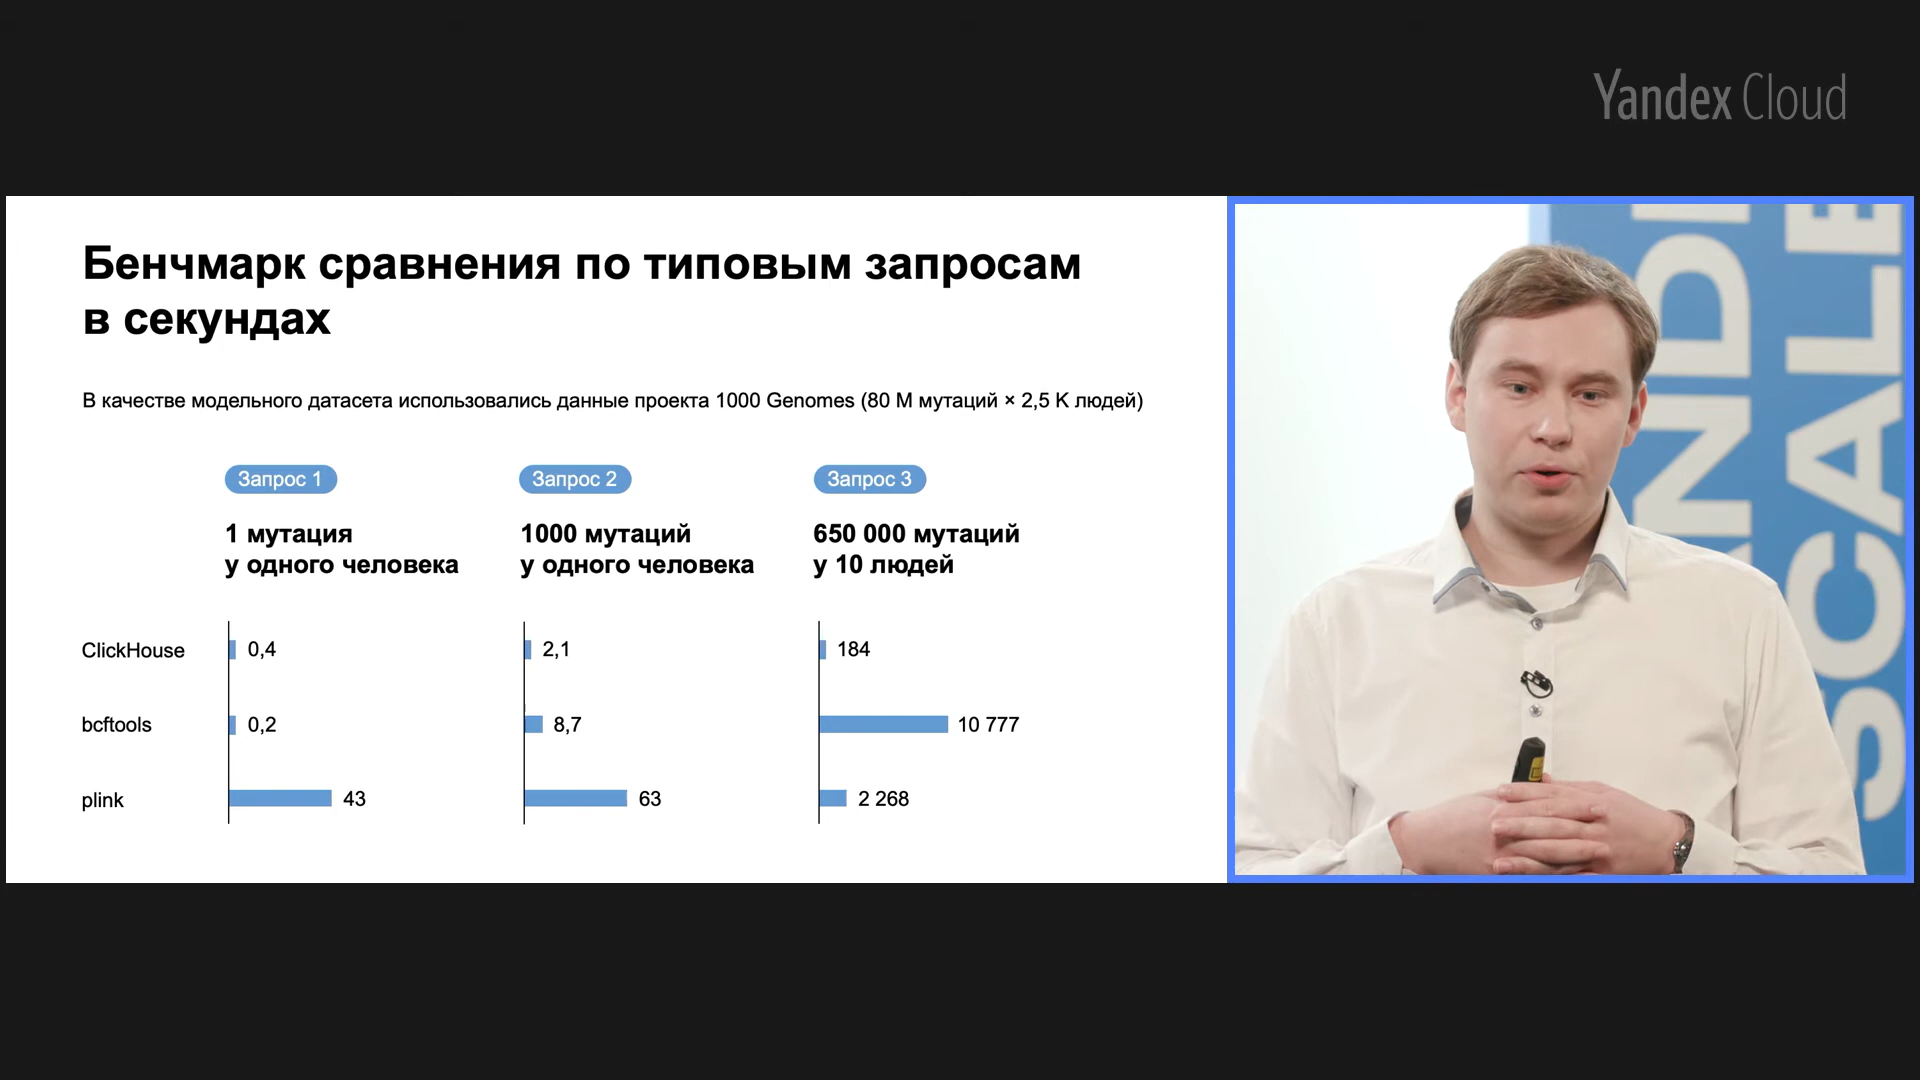 Yandex Cloud
Бенчмарк сравнения по типовым запросам
в секундах
В качестве модельного датасета использовались данные проекта 1000 Genomes (80 М мутаций × 2,5 К людей)
Запрос 1
Запрос 2
Запрос 3
1 мутация
у одного человека
1000 мутаций
у одного человека
650 000 мутаций
у 10 людей
ClickHouse
0,4
2,1
184
bcftools
0,2
8,7
10 777
plink
43
63
2 268
SCALE